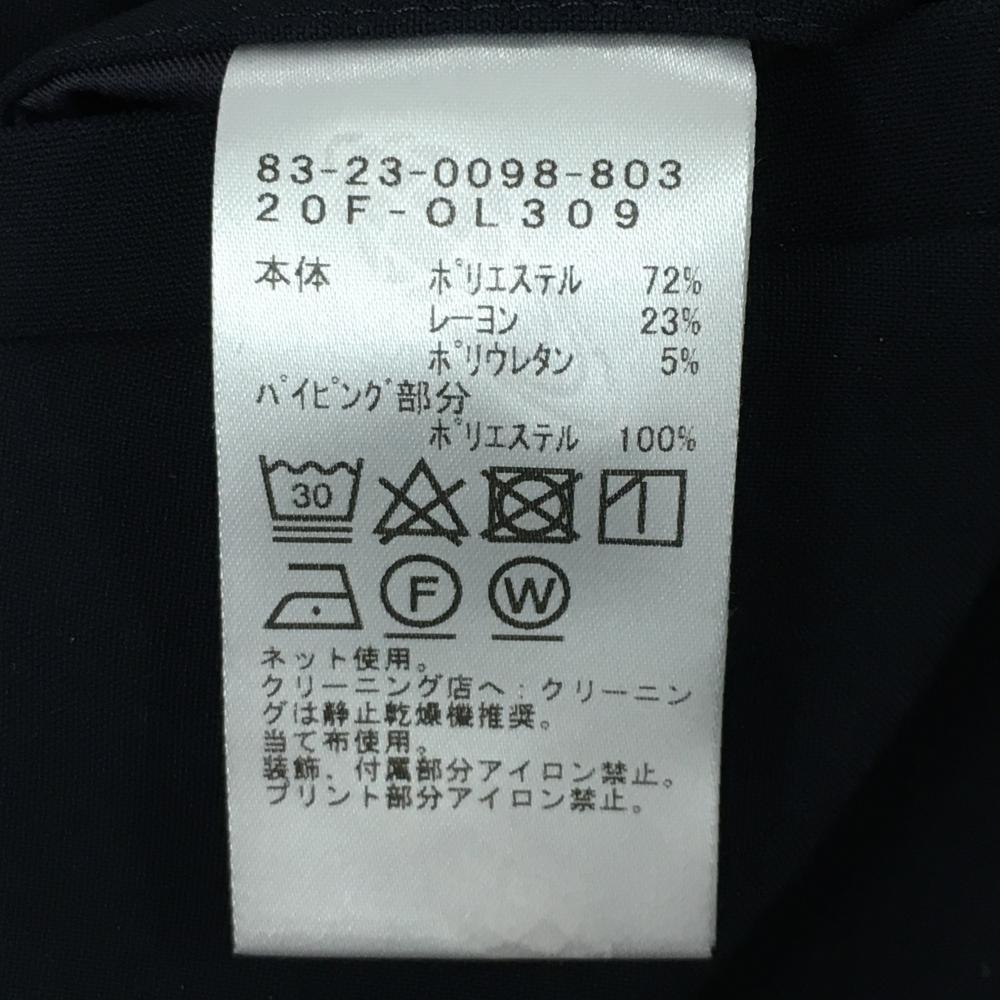 83-23-0098-803
20F-OL309
本体 ポリエステル 72%
レーヨン 23%
ポリウレタン 5%
パイピング部分
ポリエステル 100%
30
F W
ネット使用。
クリーニング店へ:クリーニン
グは静止乾燥機推奨。
当て布使用。
装飾、付属部分アイロン禁止。
プリント部分アイロン禁止。